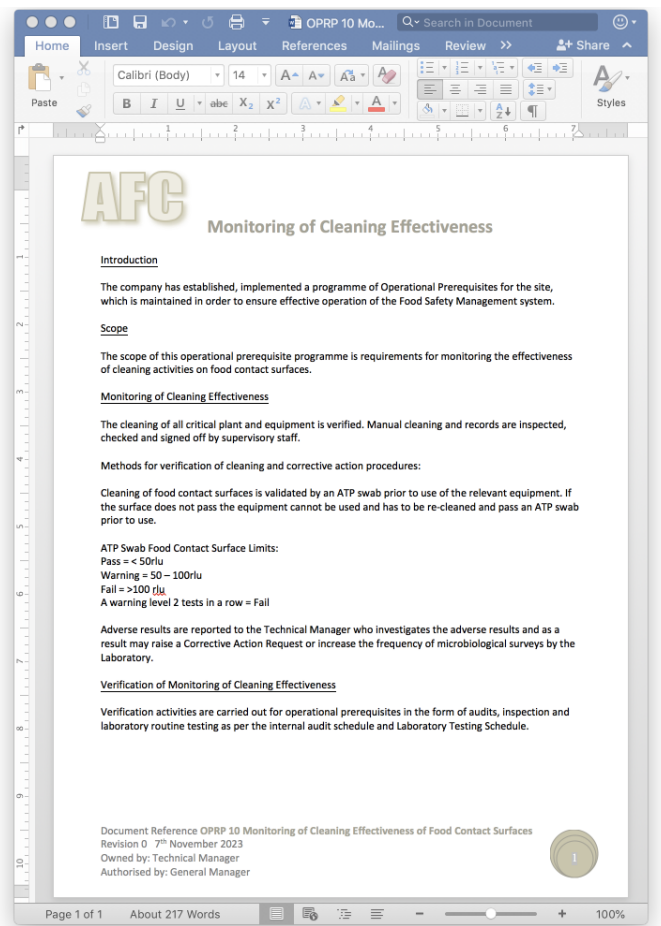 OPRP 10 Mo...
Search in Document
Home Insert Design Layout References Mailings Review >> Share
Calibri (Body) 14 A A Aa A
Paste B I U abe X2 X2 A A A Styles
1 2 3 4 5 6 7
AFC
Monitoring of Cleaning Effectiveness
Introduction
The company has established, implemented a programme of Operational Prerequisites for the site,
which is maintained in order to ensure effective operation of the Food Safety Management system.
Scope
The scope of this operational prerequisite programme is requirements for monitoring the effectiveness
of cleaning activities on food contact surfaces.
Monitoring of Cleaning Effectiveness
The cleaning of all critical plant and equipment is verified. Manual cleaning and records are inspected,
checked and signed off by supervisory staff.
Methods for verification of cleaning and corrective action procedures:
Cleaning of food contact surfaces is validated by an ATP swab prior to use of the relevant equipment. If
the surface does not pass the equipment cannot be used and has to be re-cleaned and pass an ATP swab
prior to use.
ATP Swab Food Contact Surface Limits:
Pass = < 50rlu
Warning = 50 – 100rlu
Fail = >100 rlu
A warning level 2 tests in a row = Fail
Adverse results are reported to the Technical Manager who investigates the adverse results and as a
result may raise a Corrective Action Request or increase the frequency of microbiological surveys by the
Laboratory.
Verification of Monitoring of Cleaning Effectiveness
Verification activities are carried out for operational prerequisites in the form of audits, inspection and
laboratory routine testing as per the internal audit schedule and Laboratory Testing Schedule.
Document Reference OPRP 10 Monitoring of Cleaning Effectiveness of Food Contact Surfaces
Revision 0 7th November 2023
Owned by: Technical Manager
Authorised by: General Manager
1
Page 1 of 1 About 217 Words 100%